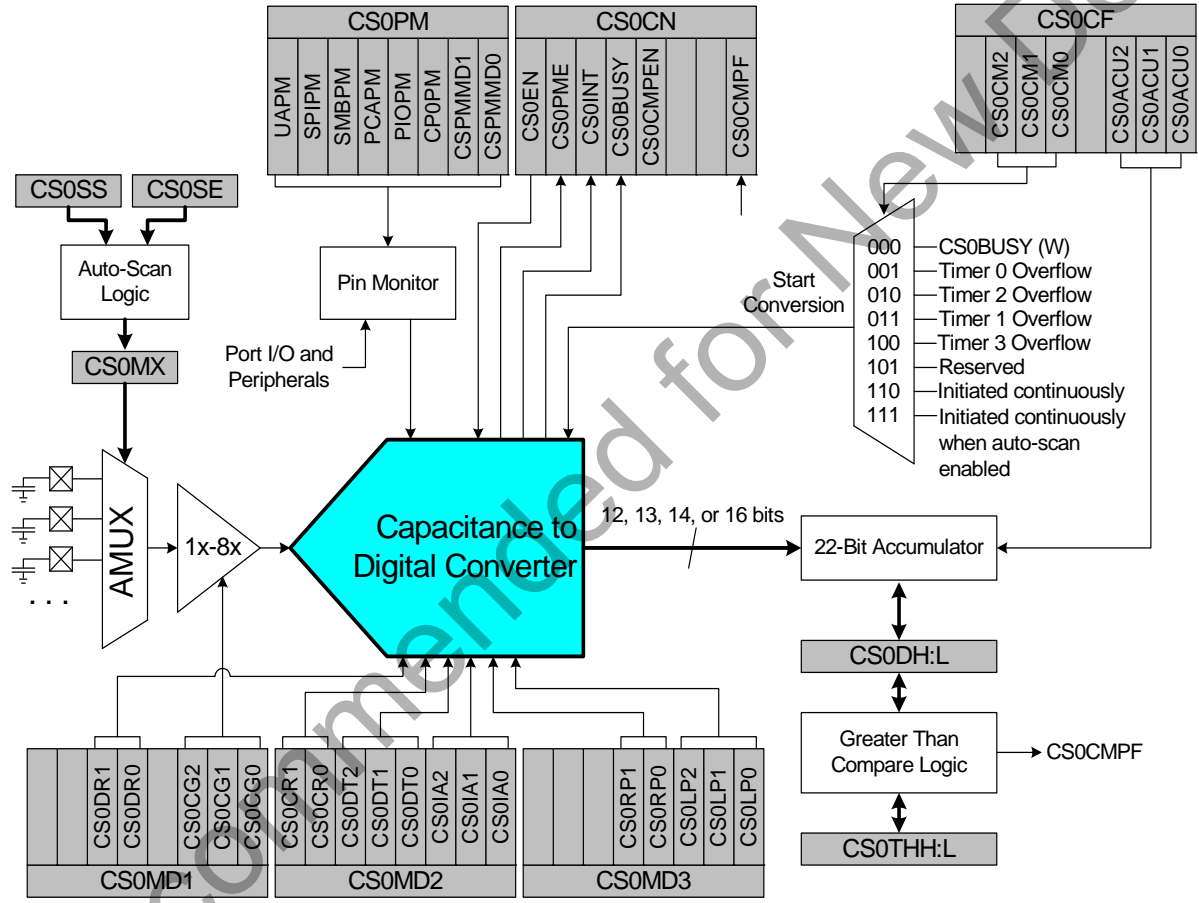 CS0PM
UAPM
SPIPM
SMBPM
PCAPM
PIOPM
CP0PM
CSPMMD1
CSPMMD0
CS0CN
CS0EN
CS0PME
CS0INT
CS0BUSY
CS0CMPEN
CS0CMPF
CS0CF
CS0CM2
CS0CM1
CS0CM0
CS0ACU2
CS0ACU1
CS0ACU0
CS0SS
CS0SE
Auto-Scan
Logic
CS0MX
Pin Monitor
Port I/O and
Peripherals
Start
Conversion
000 CS0BUSY (W)
001 Timer 0 Overflow
010 Timer 2 Overflow
011 Timer 1 Overflow
100 Timer 3 Overflow
101 Reserved
110 Initiated continuously
111 Initiated continuously
when auto-scan
enabled
AMUX
. . .
1x-8x
Capacitance to
Digital Converter
12, 13, 14, or 16 bits
22-Bit Accumulator
CS0DH:L
Greater Than
Compare Logic
CS0CMPF
CS0THH:L
CS0DR1
CS0DR0
CS0CG2
CS0CG1
CS0CG0
CS0MD1
CS0CR1
CS0CR0
CS0DT2
CS0DT1
CS0DT0
CS0IA2
CS0IA1
CS0IA0
CS0MD2
CS0RP1
CS0RP0
CS0LP2
CS0LP1
CS0LP0
CS0MD3
commended for New De